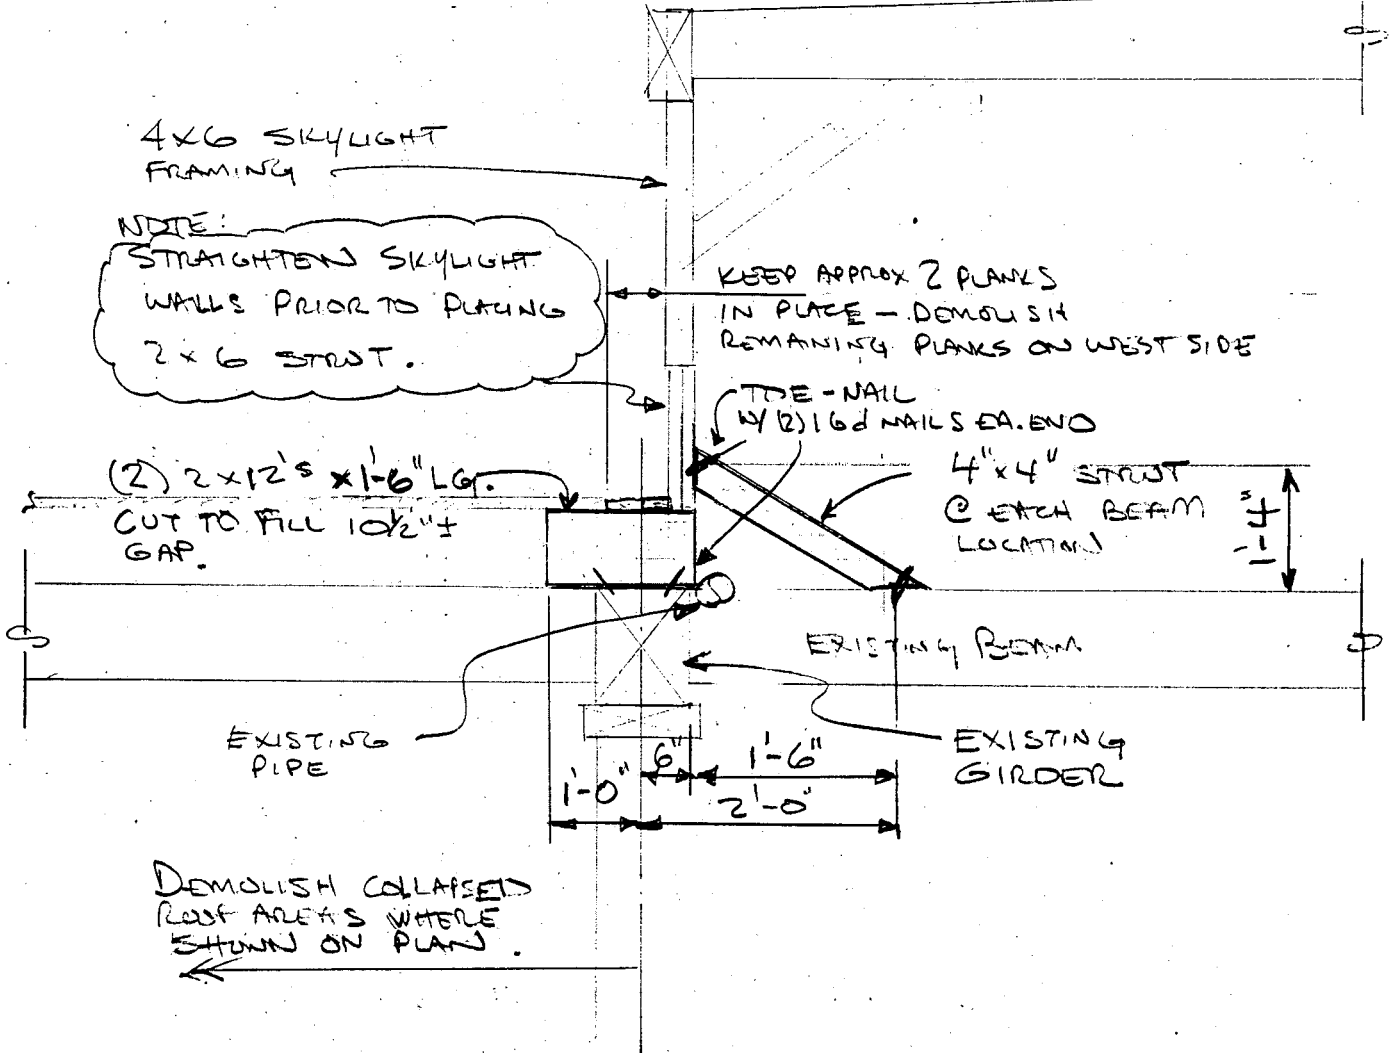 4x6 SKYLIGHT
FRAMING
NOTE:
STRAIGHTEN SKYLIGHT
WALLS PRIOR TO PLACING
2x6 STRUT.
KEEP APPROX 2 PLANKS
IN PLACE - DEMOLISH
REMAINING PLANKS ON WEST SIDE
TOE-NAIL
W/(2)16d NAILS EA. END
(2) 2x12's x1'-6" LG.
CUT TO FILL 10½"±
GAP.
4"x4" STRUT
@ EACH BEAM
LOCATION
1'±
EXISTING BEAM
EXISTING
PIPE
EXISTING
GIRDER
6"
1'-6"
1'-0"
2'-0"
DEMOLISH COLLAPSED
ROOF AREAS WHERE
SHOWN ON PLAN.